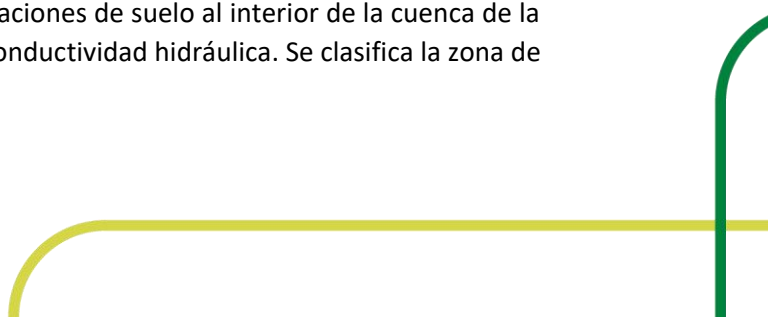 aciones de suelo al interior de la cuenca de la
onductividad hidráulica. Se clasifica la zona de